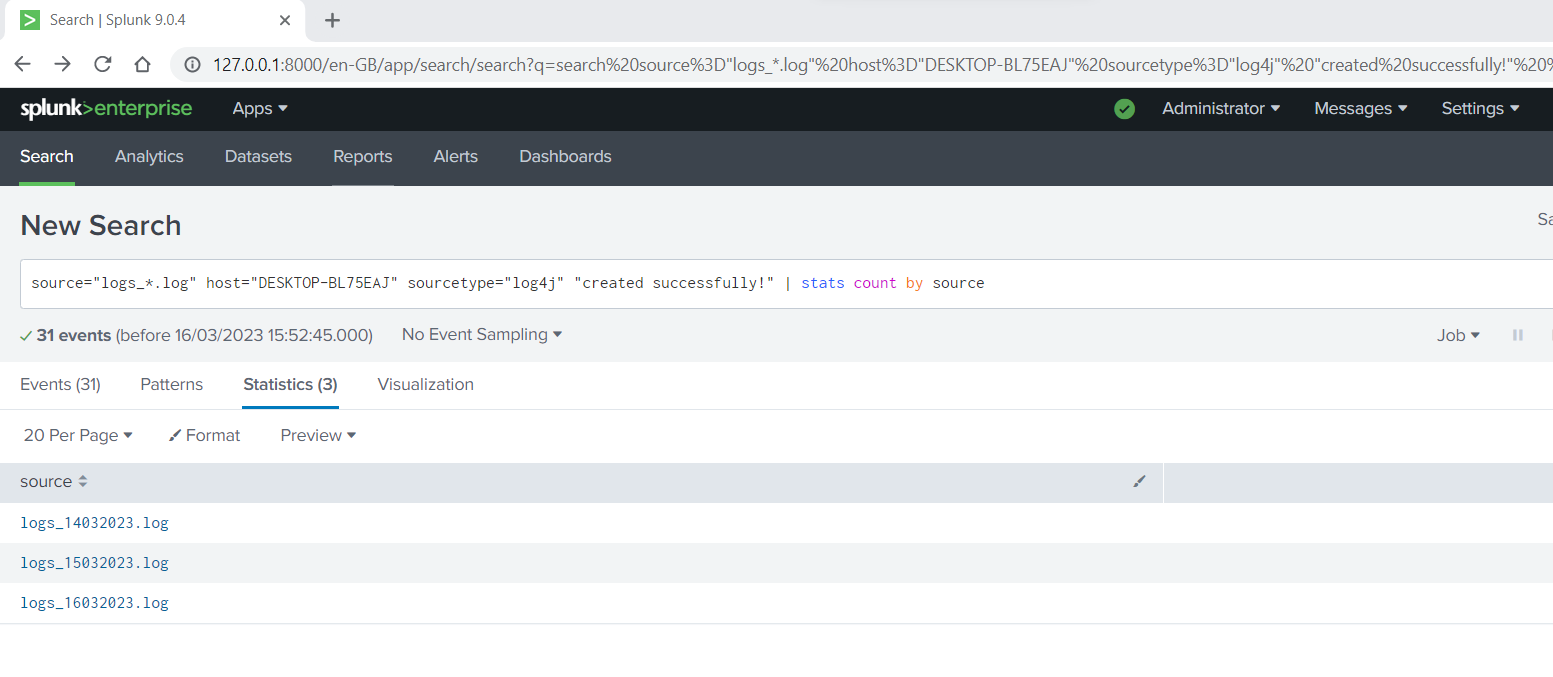 Search | Splunk 9.0.4
127.0.0.1:8000/en-GB/app/search/search?q=search%20source%3D"logs_*.log"%20host%3D"DESKTOP-BL75EAJ"%20sourcetype%3D"log4j"%20"created%20successfully!"%20%
splunk>enterprise Apps Administrator Messages Settings
Search Analytics Datasets Reports Alerts Dashboards
New Search Sa
source="logs_*.log" host="DESKTOP-BL75EAJ" sourcetype="log4j" "created successfully!" | stats count by source
31 events (before 16/03/2023 15:52:45.000) No Event Sampling Job
Events (31) Patterns Statistics (3) Visualization
20 Per Page Format Preview
source
logs_14032023.log
logs_15032023.log
logs_16032023.log